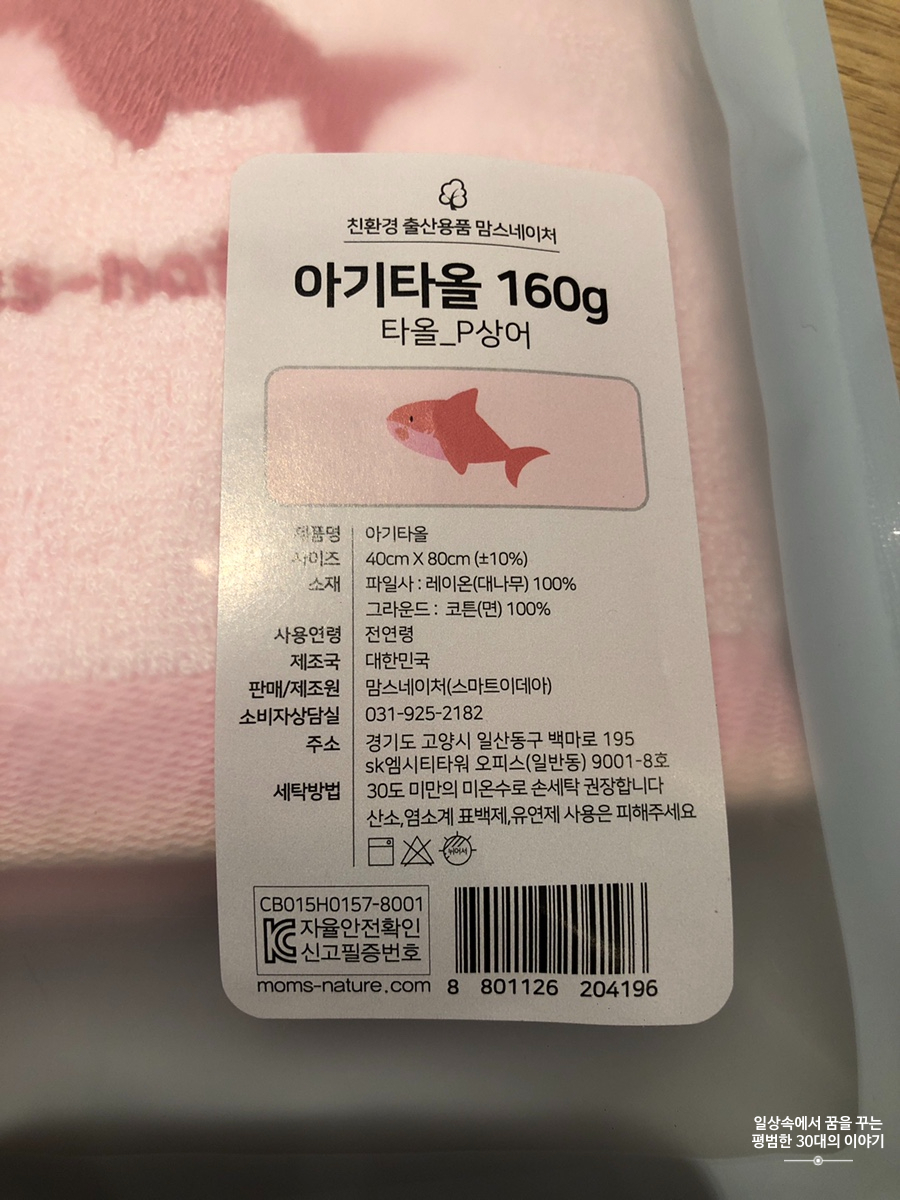 친환경 출산용품 맘스네이처
아기타올 160g
타올_P상어
제품명 아기타올
사이즈 40cm X 80cm (±10%)
소재 파일사 : 레이온(대나무) 100%
그라운드 : 코튼(면) 100%
사용연령 전연령
제조국 대한민국
판매/제조원 맘스네이처(스마트이데아)
소비자상담실 031-925-2182
주소 경기도 고양시 일산동구 백마로 195
sk엠시티타워 오피스(일반동) 9001-8호
세탁방법 30도 미만의 미온수로 손세탁 권장합니다
산소,염소계 표백제,유연제 사용은 피해주세요
뉘어서
CB015H0157-8001
자율안전확인
신고필증번호
moms-nature.com
8 801126 204196
일상속에서 꿈을 꾸는
평범한 30대의 이야기